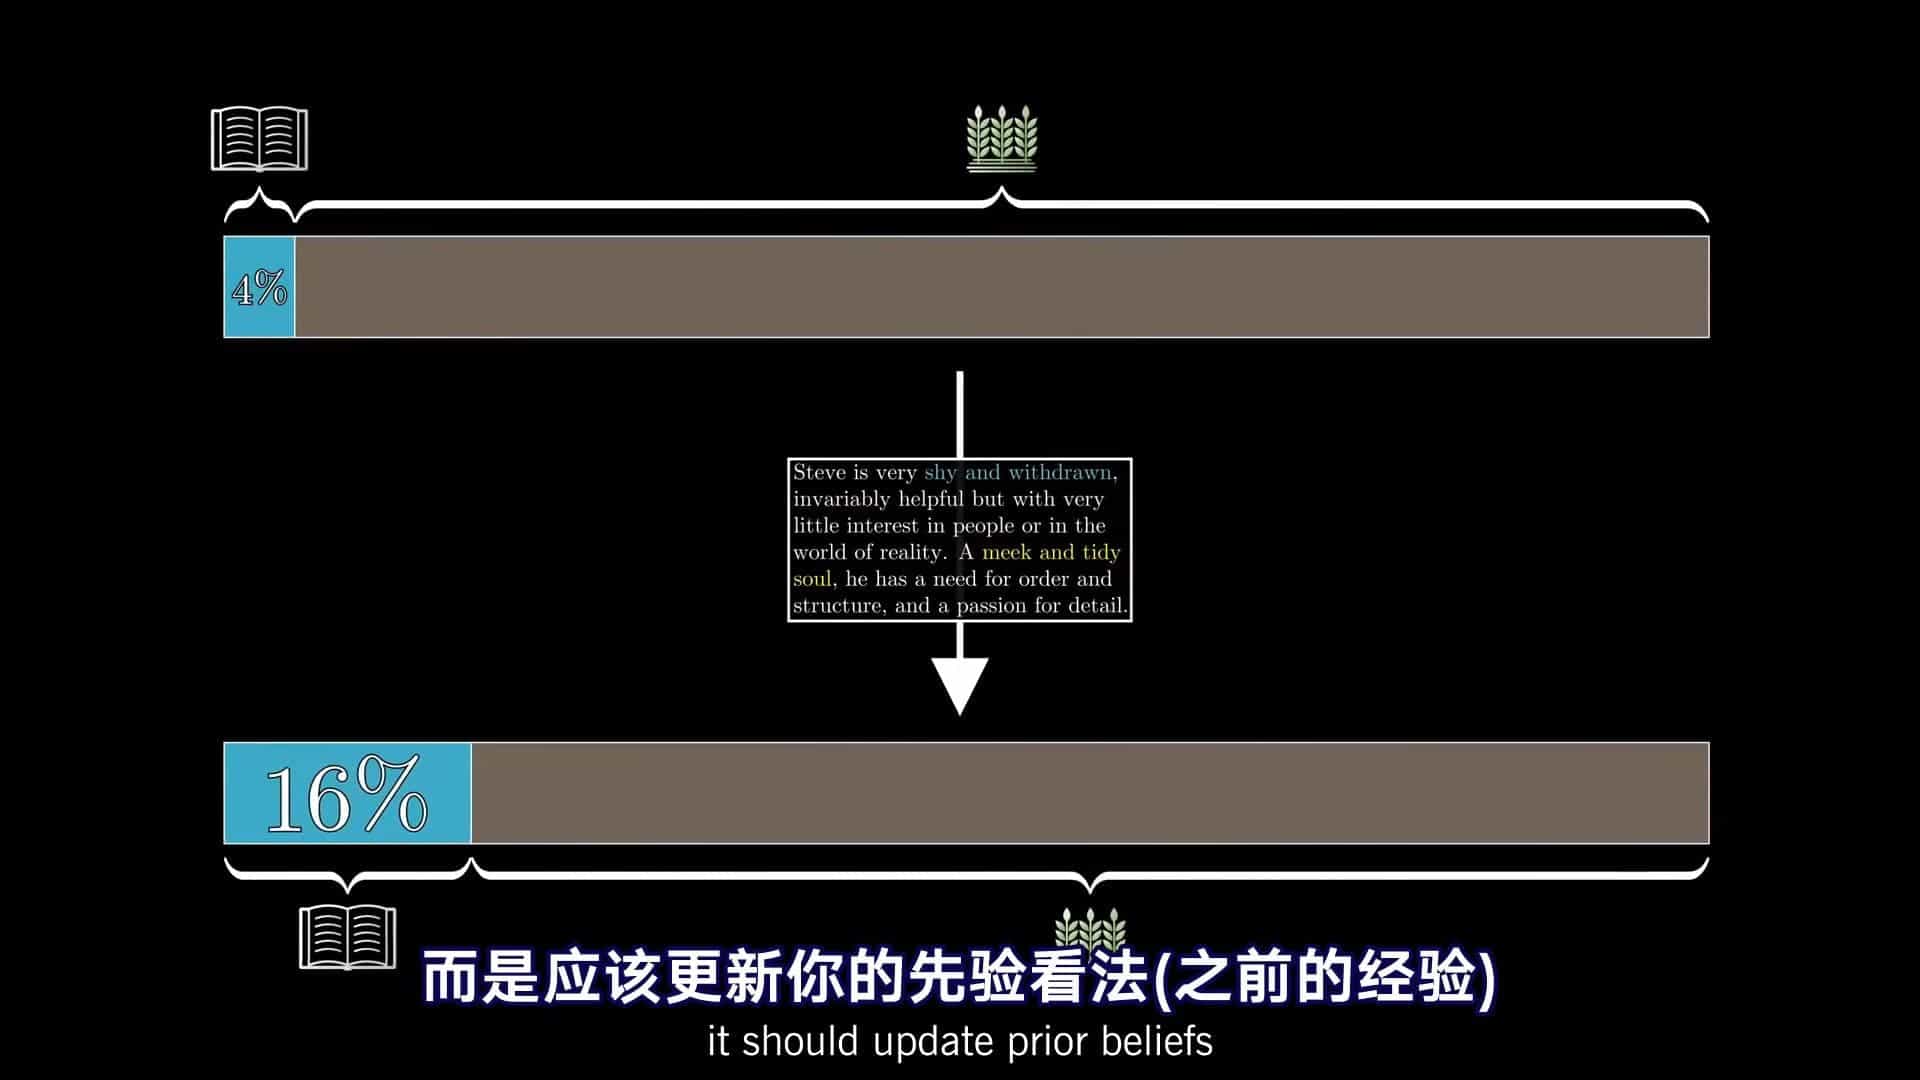 4%
Steve is very shy and withdrawn,
invariably helpful but with very
little interest in people or in the
world of reality. A meek and tidy
soul, he has a need for order and
structure, and a passion for detail.
16%
而是应该更新你的先验看法(之前的经验)
it should update prior beliefs